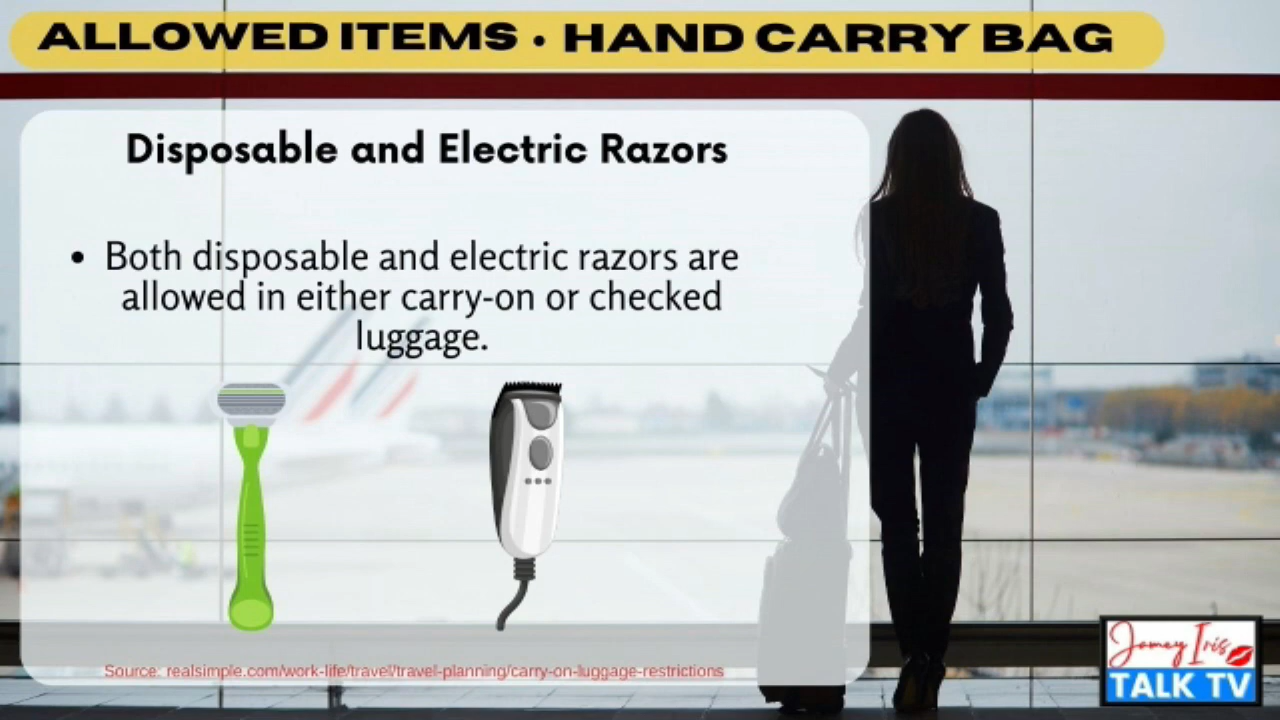 ALLOWED ITEMS • HAND CARRY BAG
Disposable and Electric Razors
• Both disposable and electric razors are
allowed in either carry-on or checked
luggage.
Source: realsimple.com/work-life/travel/travel-planning/carry-on-luggage-restrictions
Jamey Iris
TALK TV